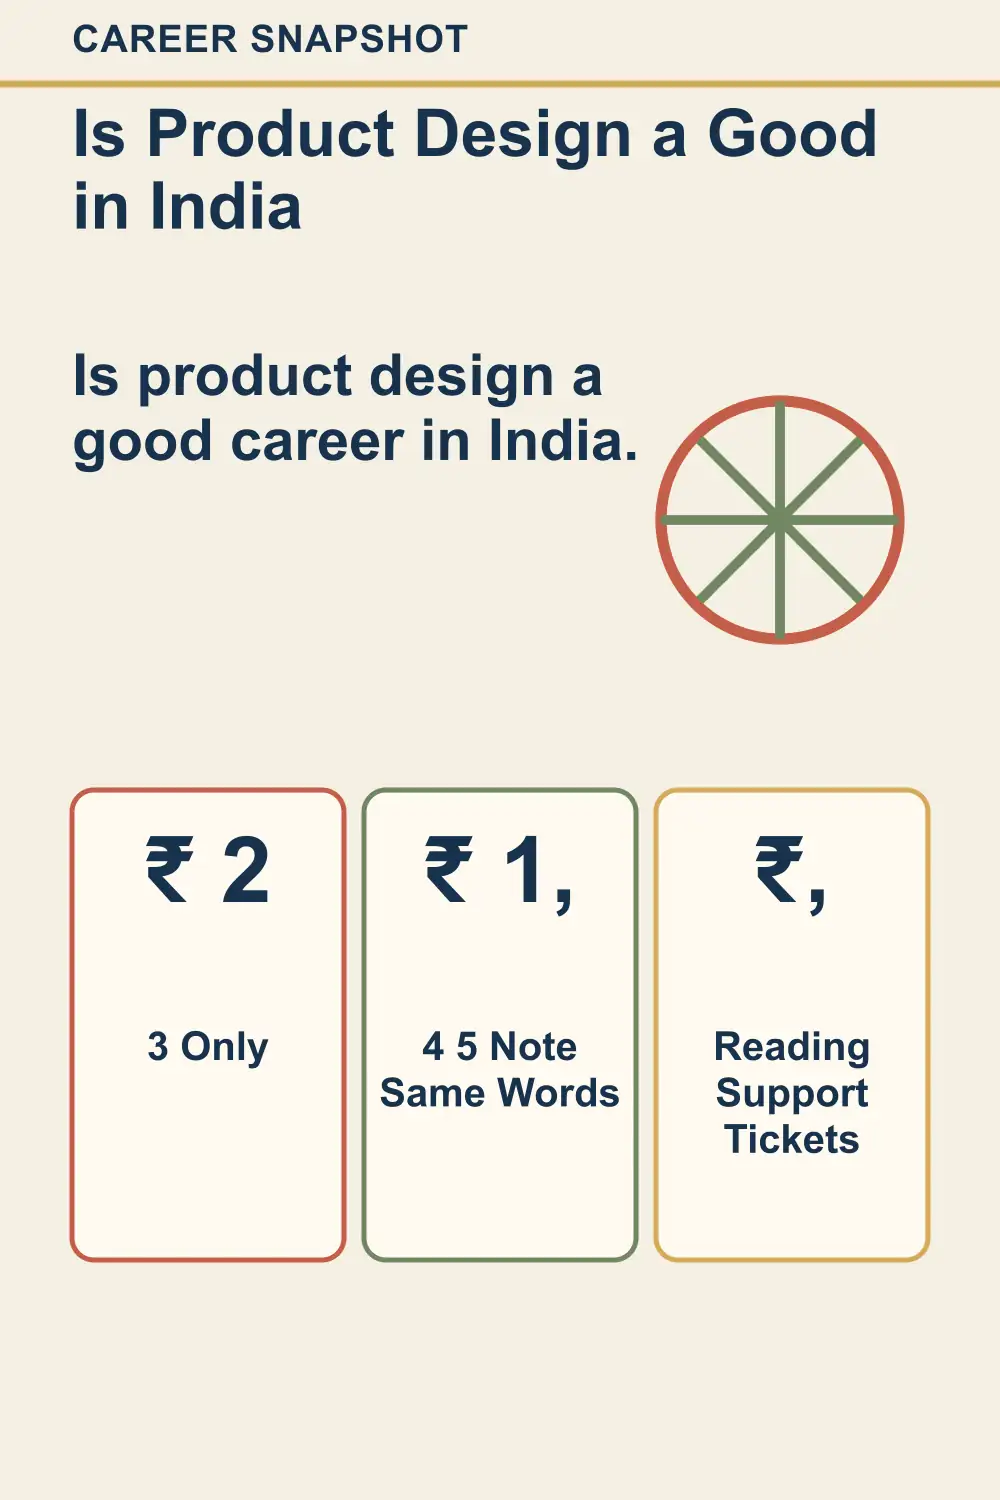 CAREER SNAPSHOT
Is Product Design a Good
in India
Is product design a
good career in India.
₹ 2
3 Only
₹ 1,
4 5 Note
Same Words
₹,
Reading
Support
Tickets